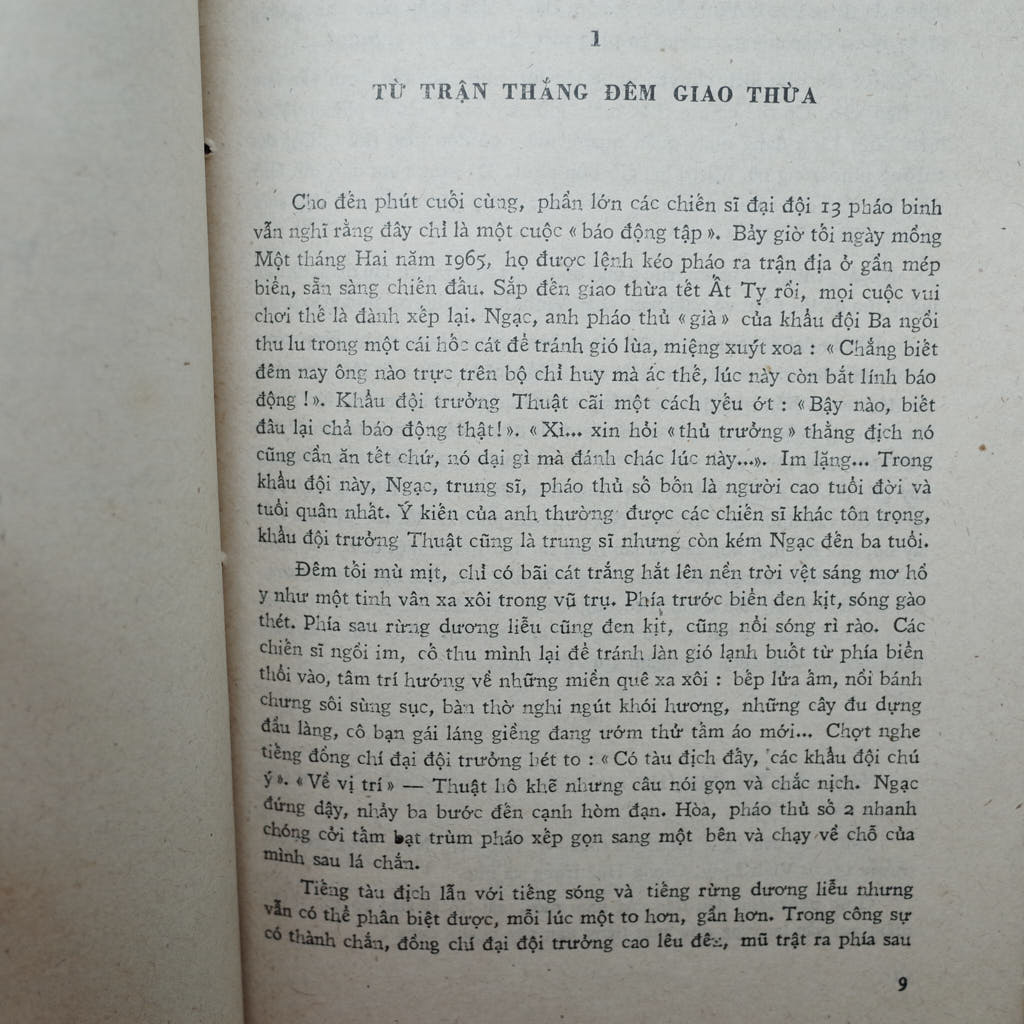 1
TỪ TRẬN THẮNG ĐÊM GIAO THỪA
Cho đến phút cuối cùng, phần lớn các chiến sĩ đại đội 13 pháo binh
vẫn nghĩ rằng đây chỉ là một cuộc « báo động tập ». Bảy giờ tối ngày mồng
Một tháng Hai năm 1965, họ được lệnh kéo pháo ra trận địa ở gần mép
biển, sẵn sàng chiến đấu. Sắp đến giao thừa tết Ất Tỵ rồi, mọi cuộc vui
chơi thế là đành xếp lại. Ngạc, anh pháo thủ « già » của khẩu đội Ba ngồi
thu lu trong một cái hốc cát để tránh gió lùa, miệng xuýt xoa : « Chẳng biết
đêm nay ông nào trực trên bộ chỉ huy mà ác thế, lúc này còn bắt lính báo
động ! ». Khẩu đội trưởng Thuật cãi một cách yếu ớt : « Bậy nào, biết
đâu lại chả báo động thật! ». « Xì... xin hỏi « thủ trưởng » thằng địch nó
cũng cần ăn tết chứ, nó dại gì mà đánh chác lúc này...». Im lặng... Trong
khẩu đội này, Ngạc, trung sĩ, pháo thủ số bốn là người cao tuổi đời và
tuổi quân nhất. Ý kiến của anh thường được các chiến sĩ khác tôn trọng,
khẩu đội trưởng Thuật cũng là trung sĩ nhưng còn kém Ngạc đến ba tuổi.
Đêm tối mù mịt, chỉ có bãi cát trắng hắt lên nền trời vệt sáng mơ hồ
y như một tinh vân xa xôi trong vũ trụ. Phía trước biển đen kịt, sóng gào
thét. Phía sau rừng dương liễu cũng đen kịt, cũng nổi sóng rì rào. Các
chiến sĩ ngồi im, cố thu mình lại để tránh làn gió lạnh buốt từ phía biển
thổi vào, tâm trí hướng về những miền quê xa xôi : bếp lửa ấm, nồi bánh
chưng sôi sùng sục, bàn thờ nghi ngút khói hương, những cây đu dựng
đầu làng, cô bạn gái láng giềng đang ướm thử tấm áo mới... Chợt nghe
tiếng đồng chí đại đội trưởng hét to : « Có tàu địch đấy, các khẩu đội chú
ý ». « Về vị trí » — Thuật hô khẽ nhưng câu nói gọn và chắc nịch. Ngạc
đứng dậy, nhảy ba bước đến cạnh hòm đạn. Hòa, pháo thủ số 2 nhanh
chóng cởi tấm bạt trùm pháo xếp gọn sang một bên và chạy về chỗ của
mình sau lá chắn.
Tiếng tàu địch lẫn với tiếng sóng và tiếng rừng dương liễu nhưng
vẫn có thể phân biệt được, mỗi lúc một to hơn, gần hơn. Trong công sự
có thành chắn, đồng chí đại đội trưởng cao lêu đêu, mũ trật ra phía sau
9